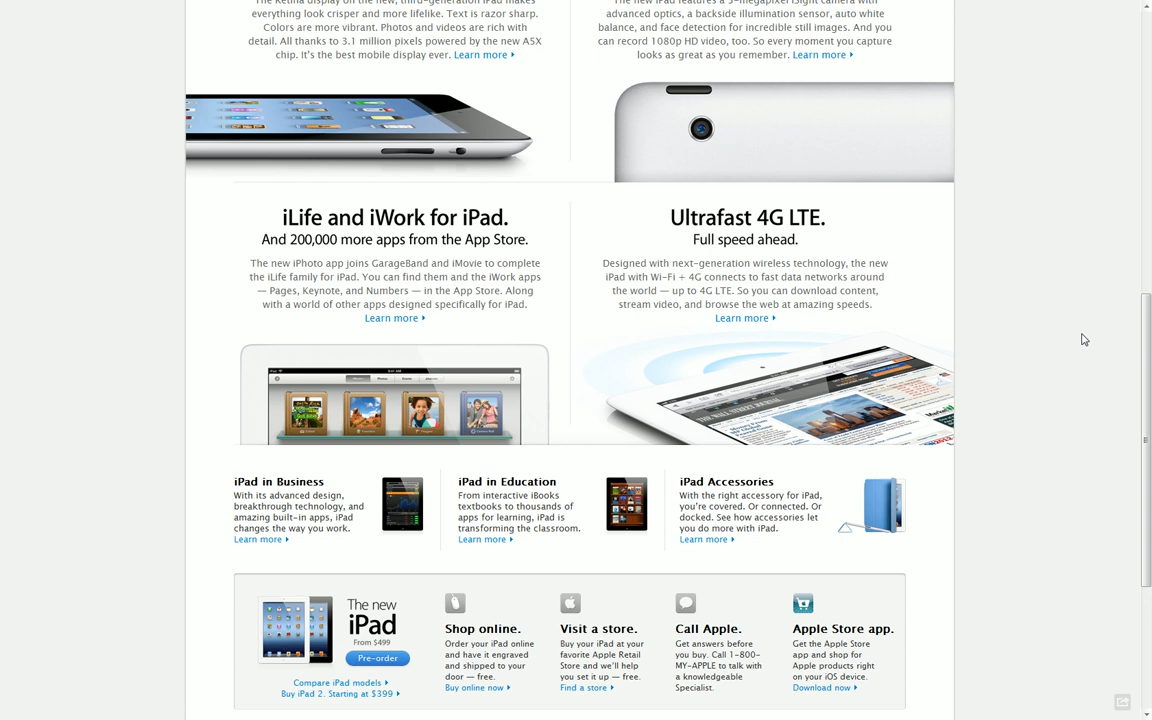 Retina display on the new, third-generation iPad makes
everything look crisper and more lifelike. Text is razor sharp.
Colors are more vibrant. Photos and videos are rich with
detail. All thanks to 3.1 million pixels powered by the new A5X
chip. It's the best mobile display ever. Learn more
The new iPad features a 5-megapixel iSight camera with
advanced optics, a backside illumination sensor, auto white
balance, and face detection for incredible still images. And you
can record 1080p HD video, too. So every moment you capture
looks as great as you remember. Learn more
iLife and iWork for iPad.
And 200,000 more apps from the App Store.
The new iPhoto app joins GarageBand and iMovie to complete
the iLife family for iPad. You can find them and the iWork apps
— Pages, Keynote, and Numbers — in the App Store. Along
with a world of other apps designed specifically for iPad.
Learn more
Ultrafast 4G LTE.
Full speed ahead.
Designed with next-generation wireless technology, the new
iPad with Wi-Fi + 4G connects to fast data networks around
the world — up to 4G LTE. So you can download content,
stream video, and browse the web at amazing speeds.
Learn more
iPad in Business
With its advanced design,
breakthrough technology, and
amazing built-in apps, iPad
changes the way you work.
Learn more
iPad in Education
From interactive iBooks
textbooks to thousands of
apps for learning, iPad is
transforming the classroom.
Learn more
iPad Accessories
With the right accessory for iPad,
you're covered. Or connected. Or
docked. See how accessories let
you do more with iPad.
Learn more
The new
iPad
From $499
Pre-order
Compare iPad models
Buy iPad 2. Starting at $399
Shop online.
Order your iPad online
and have it engraved
and shipped to your
door — free.
Buy online now
Visit a store.
Buy your iPad at your
favorite Apple Retail
Store and we'll help
you set it up — free.
Find a store
Call Apple.
Get answers before
you buy. Call 1-800-
MY-APPLE to talk with
a knowledgeable
Specialist.
Apple Store app.
Get the Apple Store
app and shop for
Apple products right
on your iOS device.
Download now